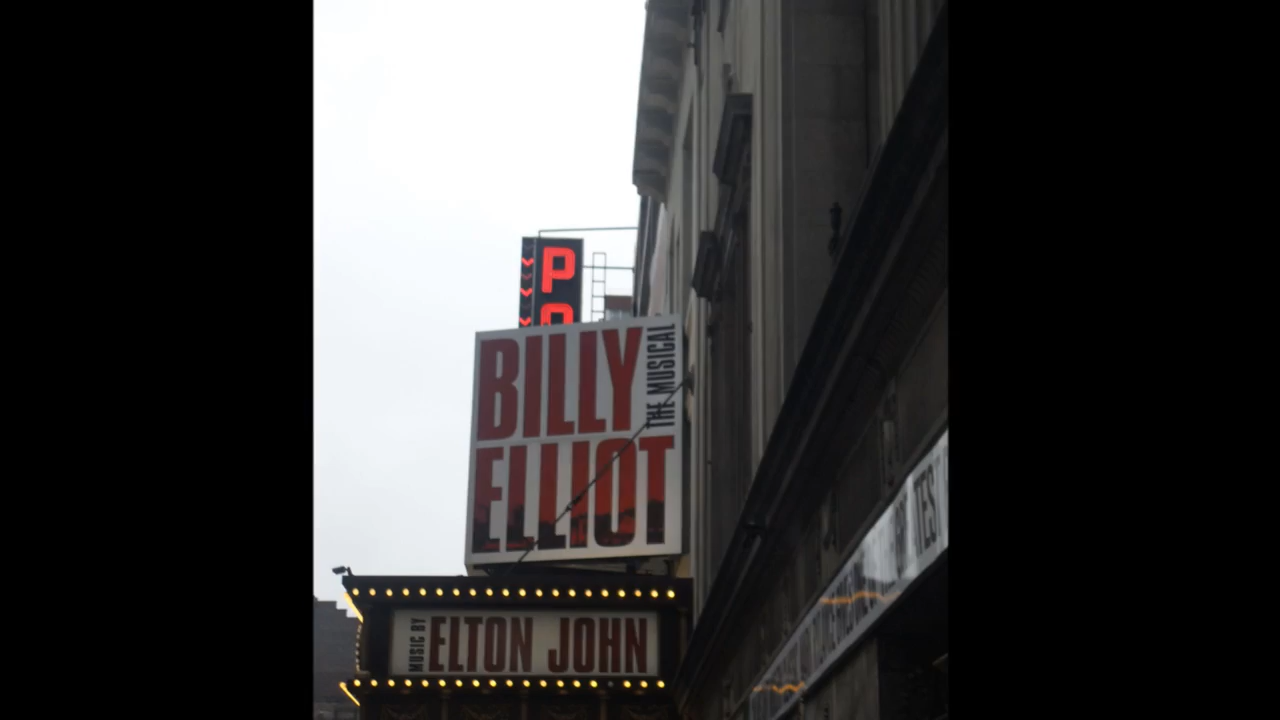 P
BILLY
THE MUSICAL
ELLIOT
MUSIC BY
ELTON JOHN